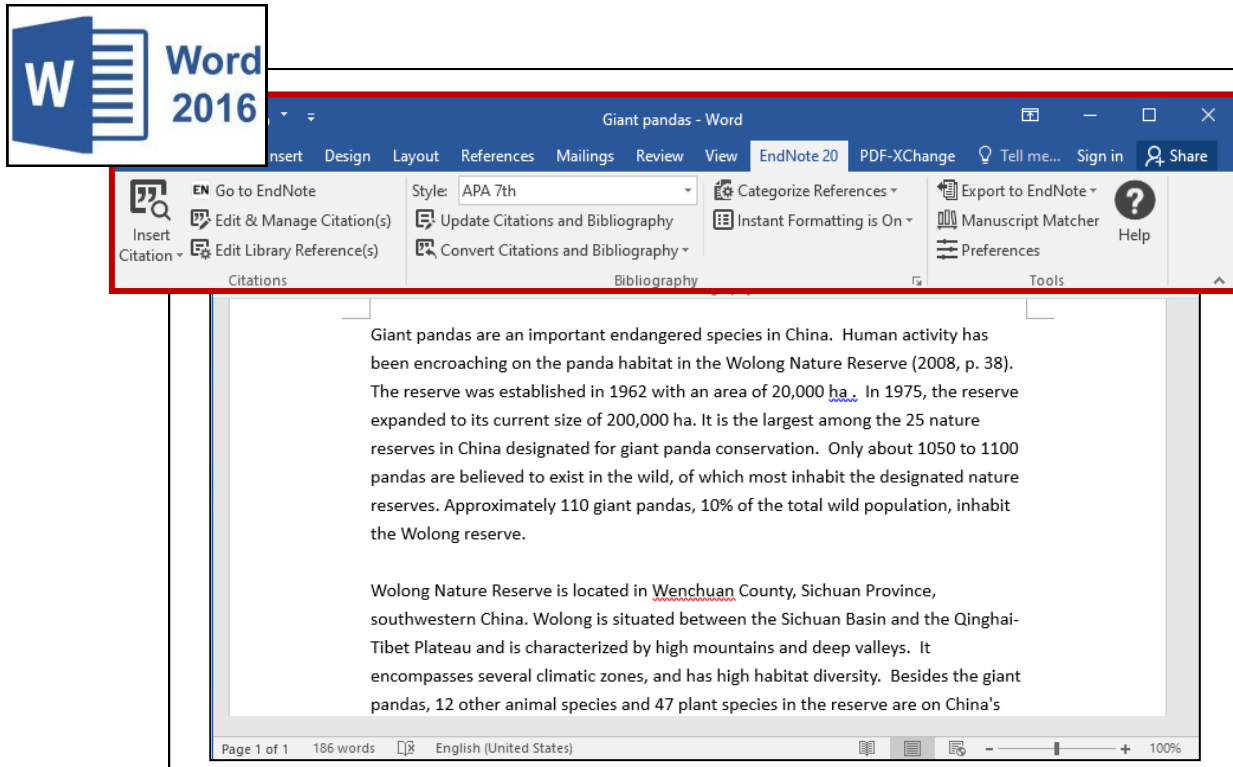 W Word
2016
Giant pandas - Word
nsert Design Layout References Mailings Review View EndNote 20 PDF-XChange Tell me... Sign in Share
Insert
Citation
EN Go to EndNote
Edit & Manage Citation(s)
Edit Library Reference(s)
Citations
Style: APA 7th
Update Citations and Bibliography
Convert Citations and Bibliography
Categorize References
Instant Formatting is On
Bibliography
Export to EndNote
Manuscript Matcher
Preferences
? Help
Tools
Giant pandas are an important endangered species in China. Human activity has
been encroaching on the panda habitat in the Wolong Nature Reserve (2008, p. 38).
The reserve was established in 1962 with an area of 20,000 ha . In 1975, the reserve
expanded to its current size of 200,000 ha. It is the largest among the 25 nature
reserves in China designated for giant panda conservation. Only about 1050 to 1100
pandas are believed to exist in the wild, of which most inhabit the designated nature
reserves. Approximately 110 giant pandas, 10% of the total wild population, inhabit
the Wolong reserve.
Wolong Nature Reserve is located in Wenchuan County, Sichuan Province,
southwestern China. Wolong is situated between the Sichuan Basin and the Qinghai-
Tibet Plateau and is characterized by high mountains and deep valleys. It
encompasses several climatic zones, and has high habitat diversity. Besides the giant
pandas, 12 other animal species and 47 plant species in the reserve are on China's
Page 1 of 1 186 words English (United States) - + 100%